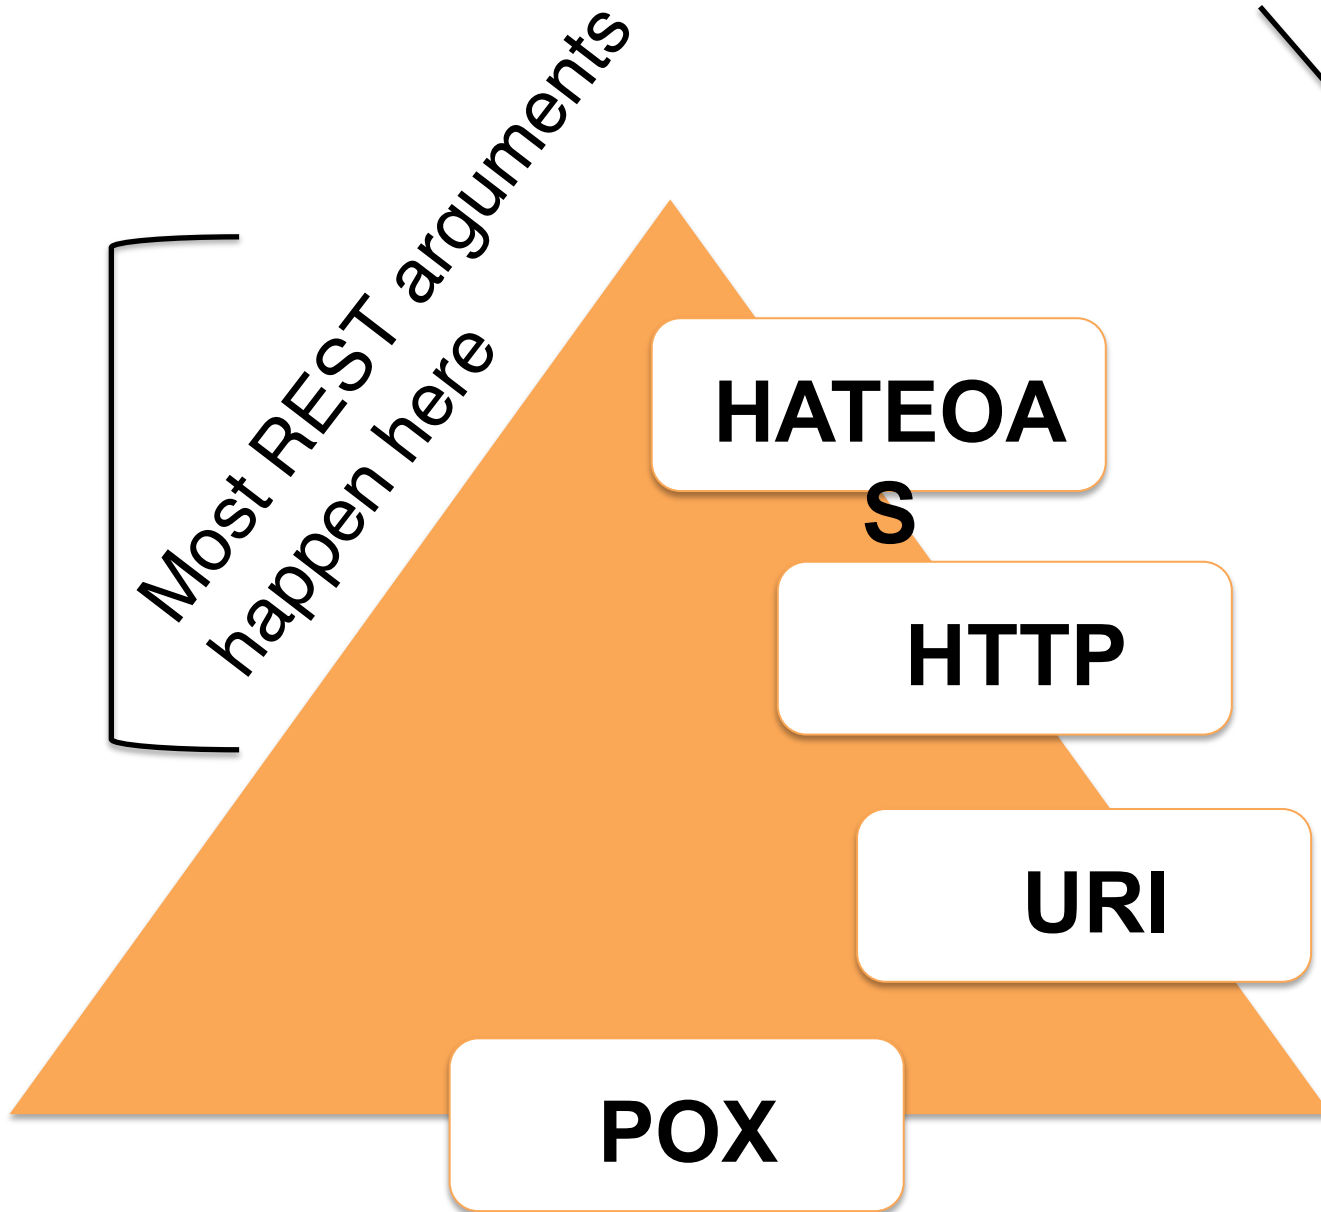 Most REST arguments
happen here
HATEOA
S
HTTP
URI
POX